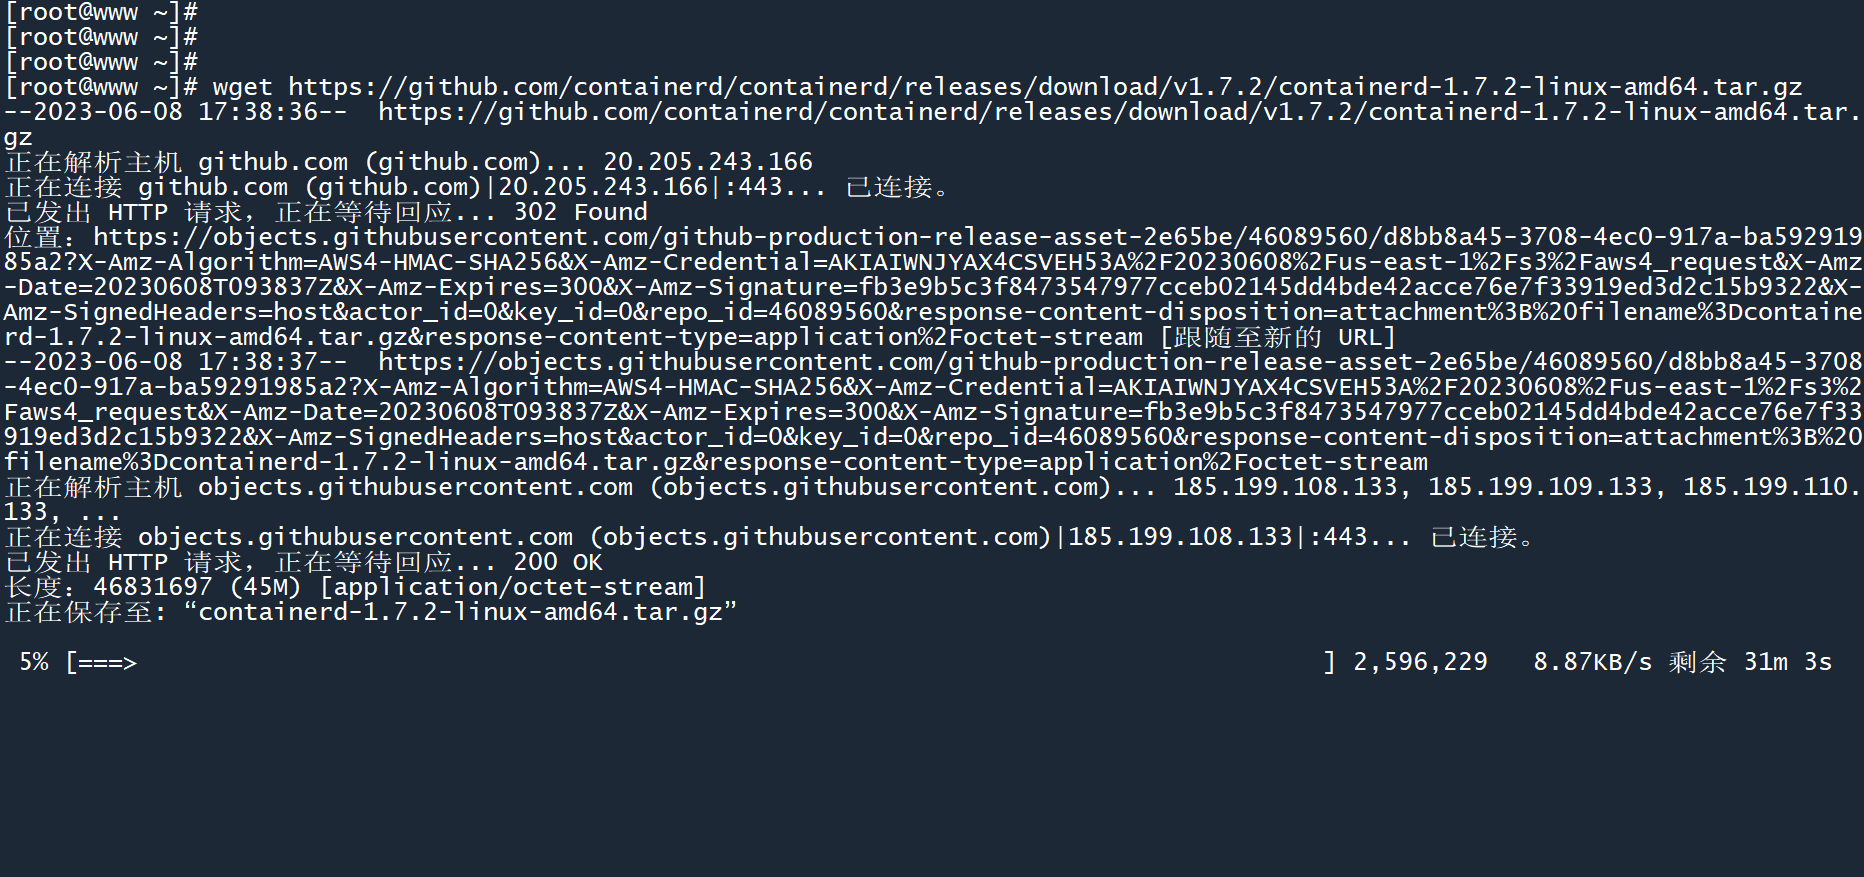 [root@www ~]#
[root@www ~]#
[root@www ~]#
[root@www ~]# wget https://github.com/containerd/containerd/releases/download/v1.7.2/containerd-1.7.2-linux-amd64.tar.gz
--2023-06-08 17:38:36--  https://github.com/containerd/containerd/releases/download/v1.7.2/containerd-1.7.2-linux-amd64.tar.
gz
正在解析主机 github.com (github.com)... 20.205.243.166
正在连接 github.com (github.com)|20.205.243.166|:443... 已连接。
已发出 HTTP 请求，正在等待回应... 302 Found
位置：https://objects.githubusercontent.com/github-production-release-asset-2e65be/46089560/d8bb8a45-3708-4ec0-917a-ba592919
85a2?X-Amz-Algorithm=AWS4-HMAC-SHA256&X-Amz-Credential=AKIAIWNJYAX4CSVEH53A%2F20230608%2Fus-east-1%2Fs3%2Faws4_request&X-Amz
-Date=20230608T093837Z&X-Amz-Expires=300&X-Amz-Signature=fb3e9b5c3f8473547977cceb02145dd4bde42acce76e7f33919ed3d2c15b9322&X-
Amz-SignedHeaders=host&actor_id=0&key_id=0&repo_id=46089560&response-content-disposition=attachment%3B%20filename%3Dcontaine
rd-1.7.2-linux-amd64.tar.gz&response-content-type=application%2Foctet-stream [跟随至新的 URL]
--2023-06-08 17:38:37--  https://objects.githubusercontent.com/github-production-release-asset-2e65be/46089560/d8bb8a45-3708
-4ec0-917a-ba59291985a2?X-Amz-Algorithm=AWS4-HMAC-SHA256&X-Amz-Credential=AKIAIWNJYAX4CSVEH53A%2F20230608%2Fus-east-1%2Fs3%2
Faws4_request&X-Amz-Date=20230608T093837Z&X-Amz-Expires=300&X-Amz-Signature=fb3e9b5c3f8473547977cceb02145dd4bde42acce76e7f33
919ed3d2c15b9322&X-Amz-SignedHeaders=host&actor_id=0&key_id=0&repo_id=46089560&response-content-disposition=attachment%3B%20
filename%3Dcontainerd-1.7.2-linux-amd64.tar.gz&response-content-type=application%2Foctet-stream
正在解析主机 objects.githubusercontent.com (objects.githubusercontent.com)... 185.199.108.133, 185.199.109.133, 185.199.110.
133, ...
正在连接 objects.githubusercontent.com (objects.githubusercontent.com)|185.199.108.133|:443... 已连接。
已发出 HTTP 请求，正在等待回应... 200 OK
长度：46831697 (45M) [application/octet-stream]
正在保存至: “containerd-1.7.2-linux-amd64.tar.gz”
5% [===> ] 2,596,229   8.87KB/s 剩余 31m 3s